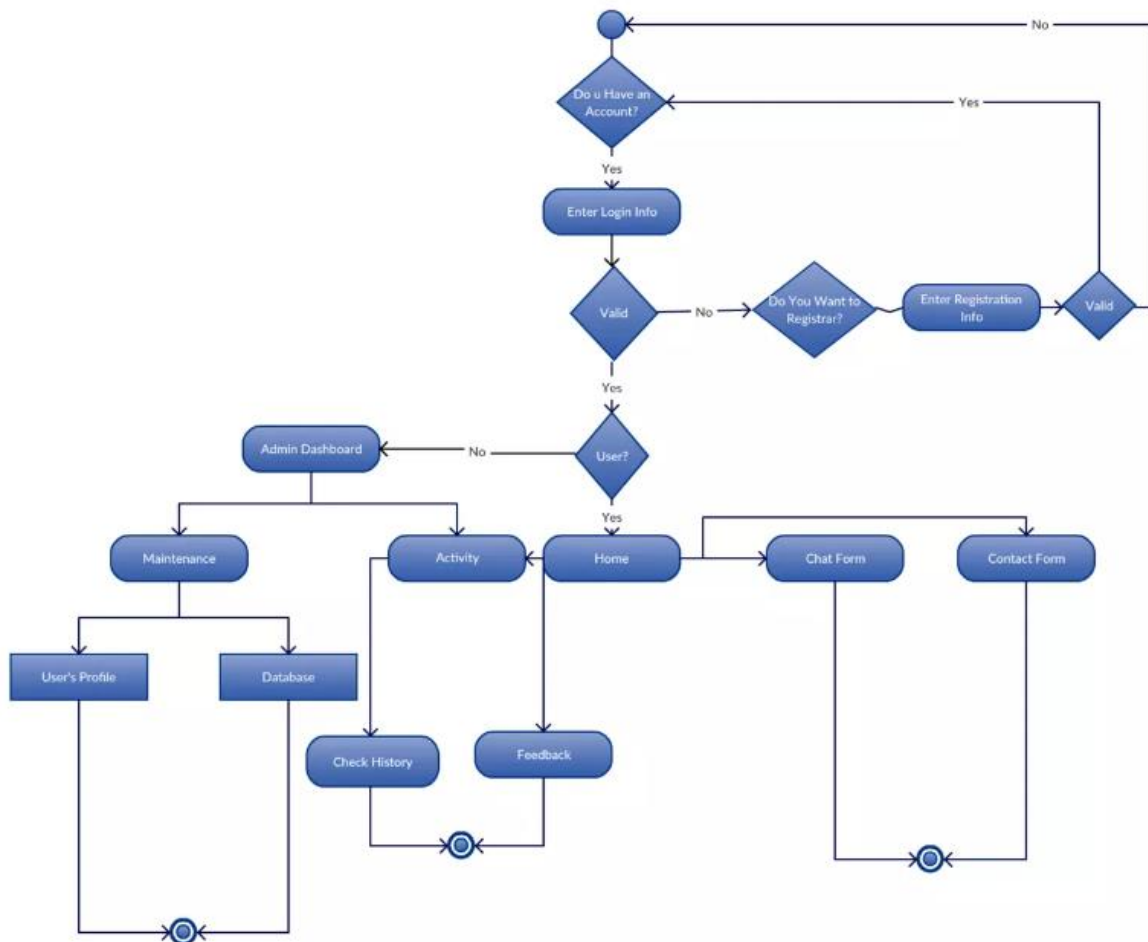 No
Do u Have an
Account?
Yes
Yes
Enter Login Info
Valid
No
Do You Want to
Registrar?
Enter Registration
Info
Valid
Yes
Admin Dashboard
No
User?
Yes
Maintenance
Activity
Home
Chat Form
Contact Form
User's Profile
Database
Check History
Feedback